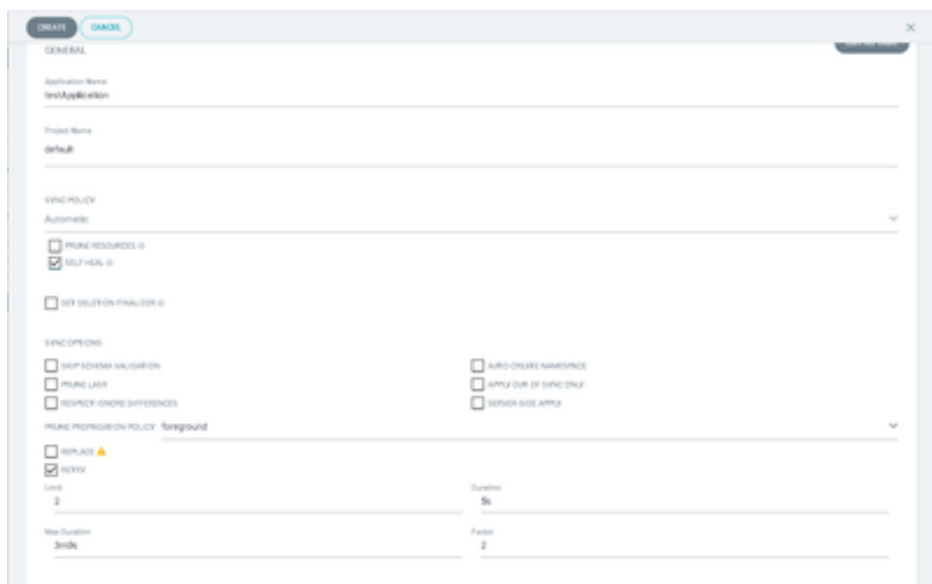 CREATE CANCEL
GENERAL
Application Name
testApplication
Project Name
default
SYNC POLICY
Automatic
PRUNE RESOURCES
SELF HEAL
SET DELETION FINALIZER
SYNC OPTIONS
SKIP SCHEMA VALIDATION AUTO-CREATE NAMESPACE
PRUNE LAST APPLY OUT OF SYNC ONLY
RESPECT IGNORE DIFFERENCES SERVER-SIDE APPLY
PRUNE PROPAGATION POLICY: foreground
REPLACE
RETRY
Limit Duration
2 5s
Max Duration Factor
3m0s 2